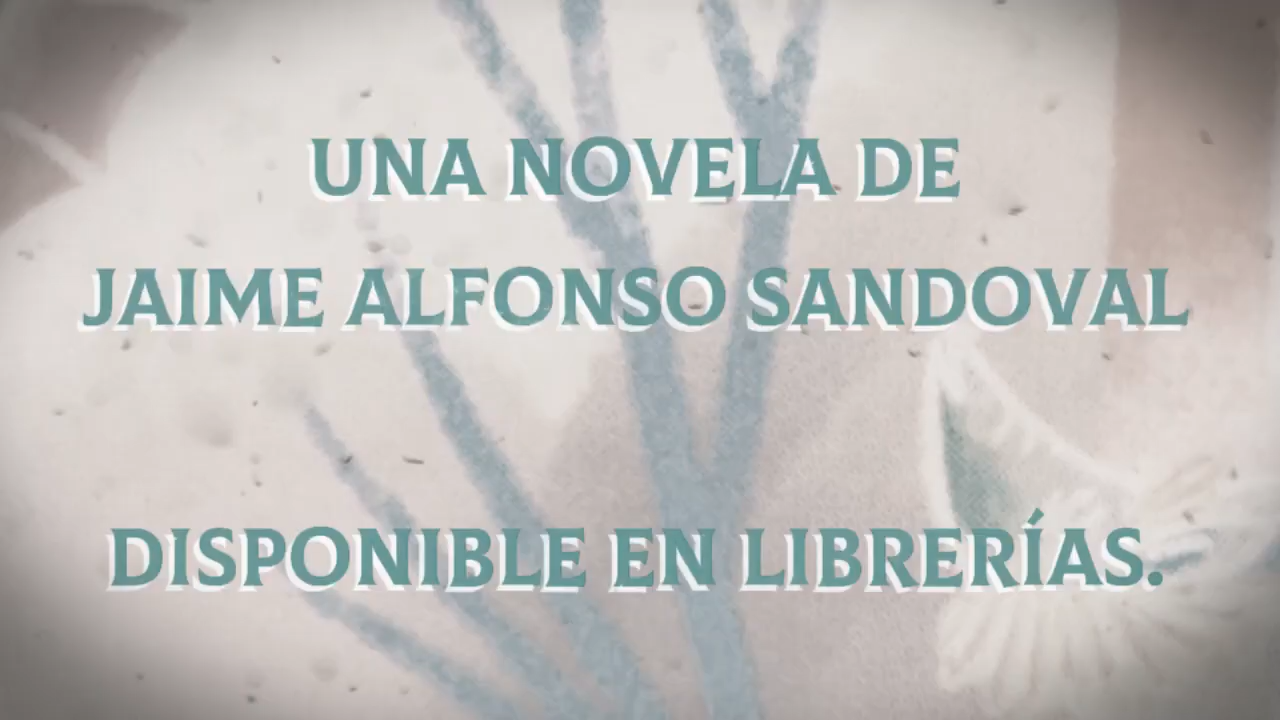 UNA NOVELA DE
JAIME ALFONSO SANDOVAL
DISPONIBLE EN LIBRERÍAS.